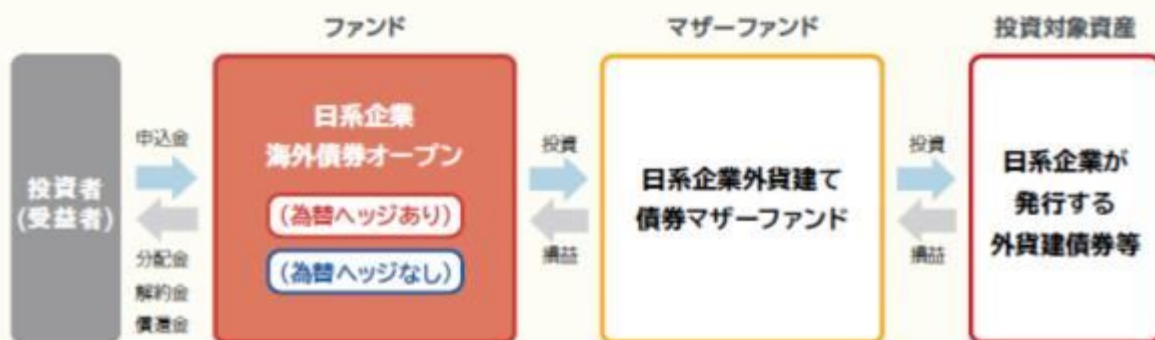 ファンド
マザーファンド
投資対象資産
投資者
(受益者)
申込金
分配金
解約金
償還金
日系企業
海外債券オープン
(為替ヘッジあり)
(為替ヘッジなし)
投資
損益
日系企業外貨建て
債券マザーファンド
投資
損益
日系企業が
発行する
外貨建債券等